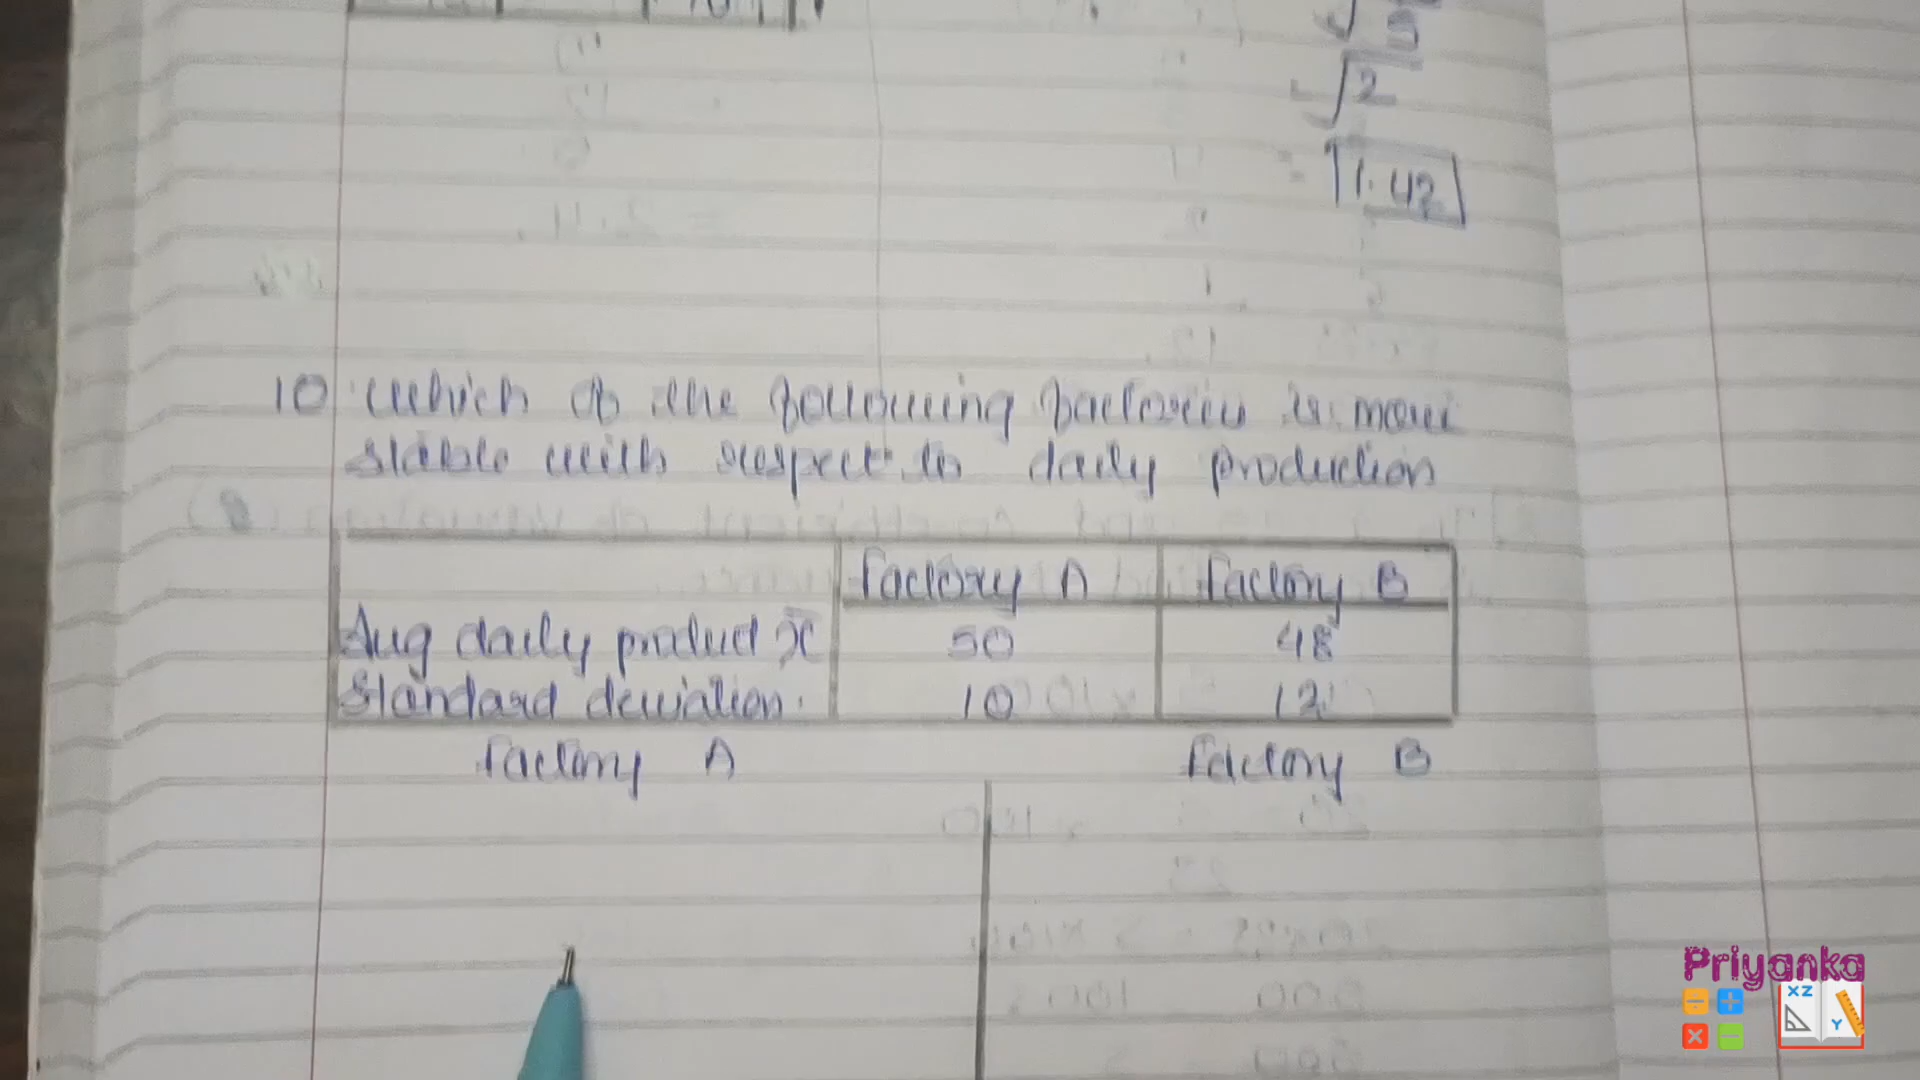 √2
= 1.42
10 Which of the following factories is more
stable with respect to daily production
Factory A Factory B
Avg daily product x̄ 50 48
Standard deviation. 10 12
Factory A Factory B
Priyanka
XZ
Y